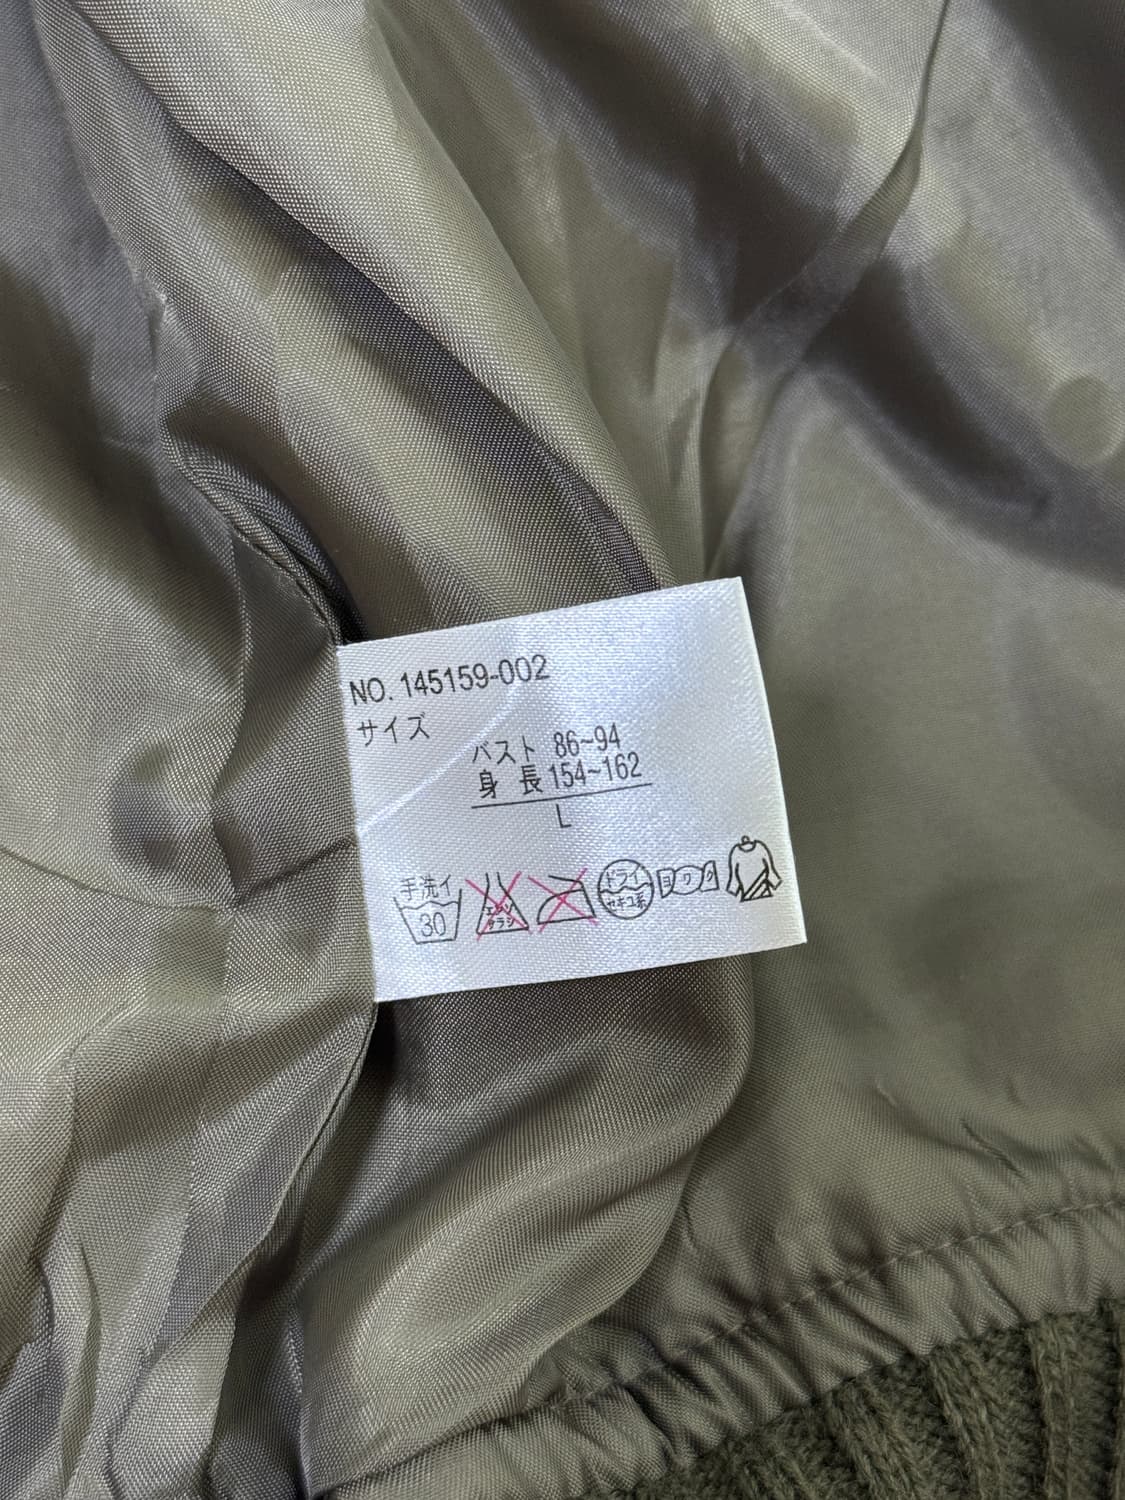 NO. 145159-002
サイズ
バスト 86~94
身 長 154~162
L
手洗イ
30
エンソ
サラシ
ドライ
セキユ系
ヨワク